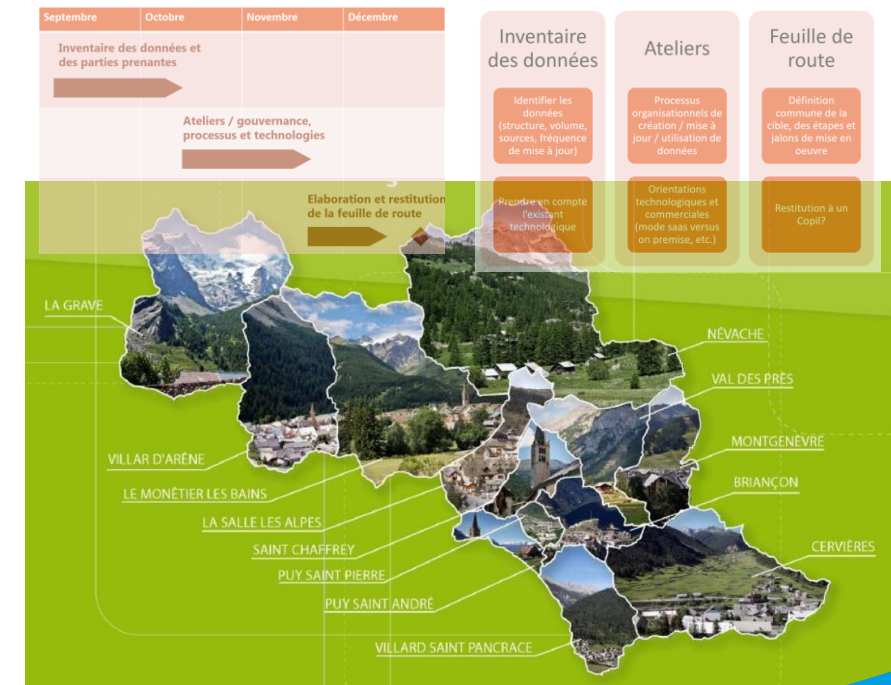 Septembre
Octobre
Novembre
Décembre
Inventaire des données et
des parties prenantes
Ateliers / gouvernance,
processus et technologies
Elaboration et restitution
de la feuille de route
Inventaire
des données
Identifier les
données
(structure, volume,
sources, fréquence
de mise à jour)
Prendre en compte
l'existant
technologique
Ateliers
Processus
organisationnels de
création / mise à
jour / utilisation de
données
Orientations
technologiques et
commerciales
(mode saas versus
on premise, etc.)
Feuille de
route
Définition
commune de la
cible, des étapes et
jalons de mise en
oeuvre
Restitution à un
Copil?
LA GRAVE
VILLAR D'ARÊNE
LE MONÊTIER LES BAINS
LA SALLE LES ALPES
SAINT CHAFFREY
PUY SAINT PIERRE
PUY SAINT ANDRÉ
VILLARD SAINT PANCRACE
NÉVACHE
VAL DES PRÈS
MONTGENÈVRE
BRIANÇON
CERVIÈRES